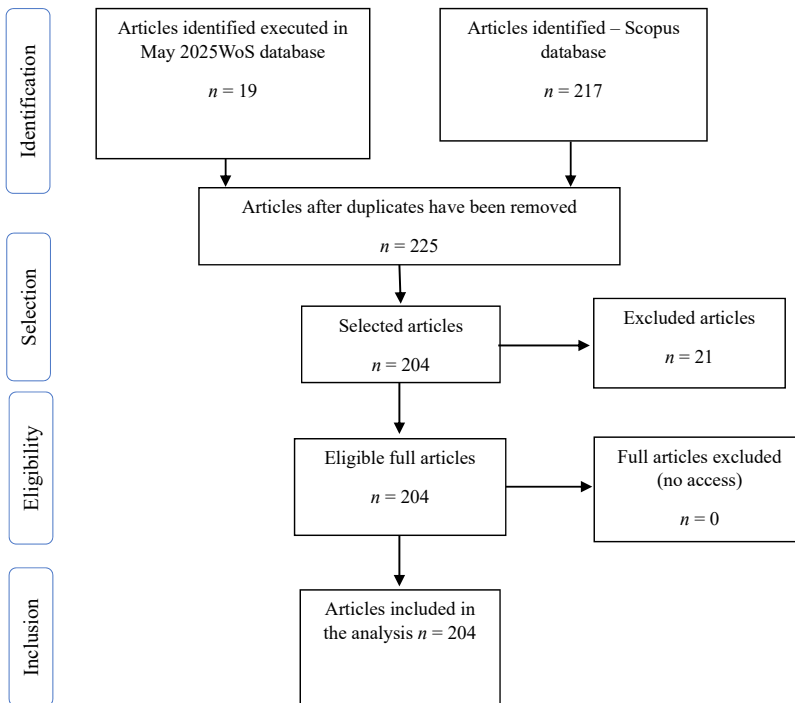 Identification
Articles identified executed in
May 2025WoS database
n = 19
Articles identified – Scopus
database
n = 217
Articles after duplicates have been removed
n = 225
Selection
Selected articles
n = 204
Excluded articles
n = 21
Eligibility
Eligible full articles
n = 204
Full articles excluded
(no access)
n = 0
Inclusion
Articles included in
the analysis n = 204